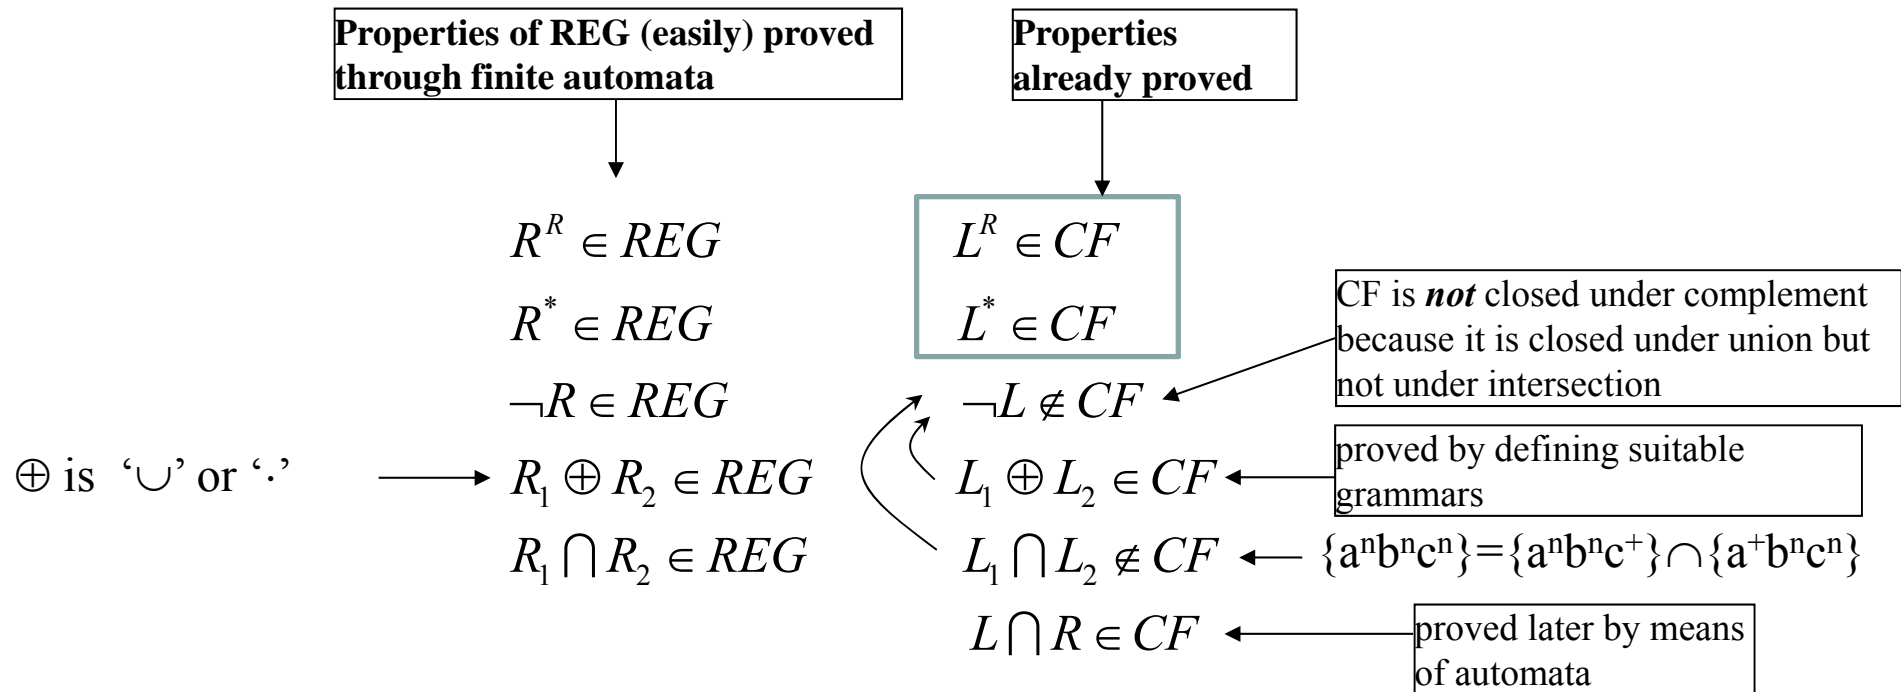 Properties of REG (easily) proved
through finite automata
Properties
already proved
R^R ∈ REG
L^R ∈ CF
R^* ∈ REG
L^* ∈ CF
CF is not closed under complement
because it is closed under union but
not under intersection
¬R ∈ REG
¬L ∉ CF
⊕ is ‘∪’ or ‘·’
R₁ ⊕ R₂ ∈ REG
L₁ ⊕ L₂ ∈ CF
proved by defining suitable
grammars
R₁ ⋂ R₂ ∈ REG
L₁ ⋂ L₂ ∉ CF
{aⁿbⁿcⁿ}={aⁿbⁿc⁺}∩{a⁺bⁿcⁿ}
L ⋂ R ∈ CF
proved later by means
of automata